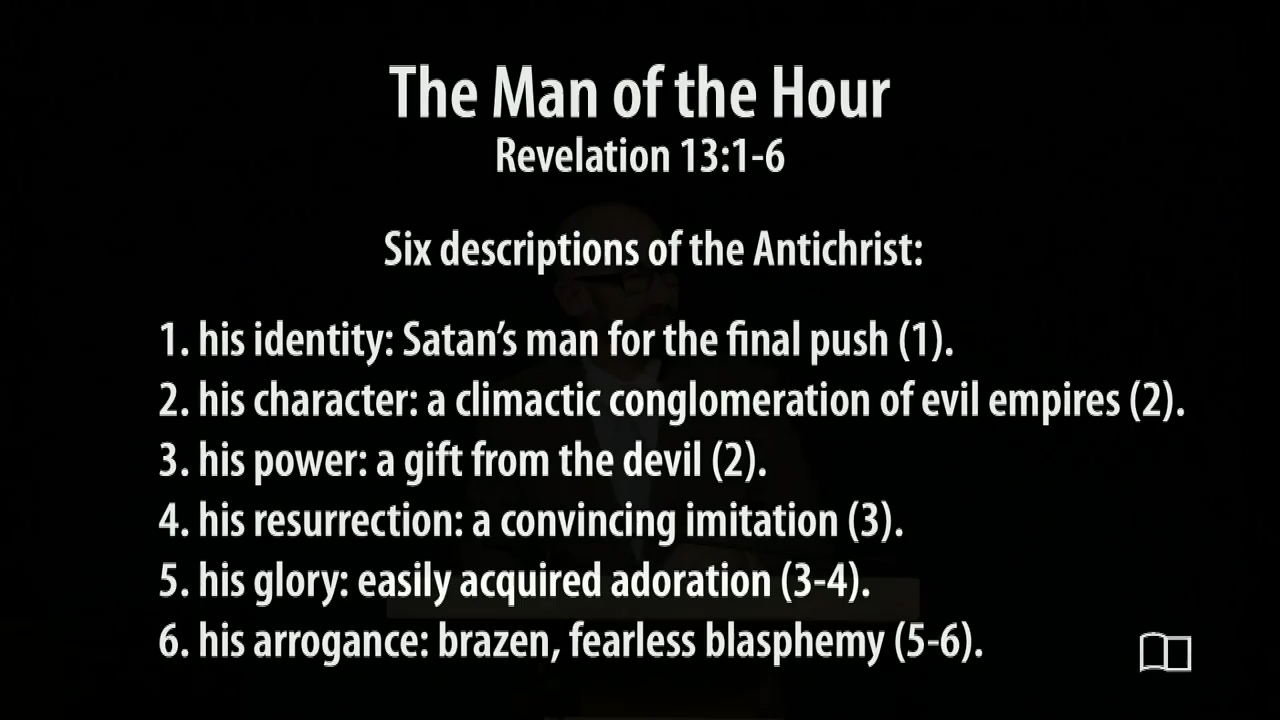 The Man of the Hour
Revelation 13:1-6
Six descriptions of the Antichrist:
1. his identity: Satan’s man for the final push (1).
2. his character: a climactic conglomeration of evil empires (2).
3. his power: a gift from the devil (2).
4. his resurrection: a convincing imitation (3).
5. his glory: easily acquired adoration (3-4).
6. his arrogance: brazen, fearless blasphemy (5-6).